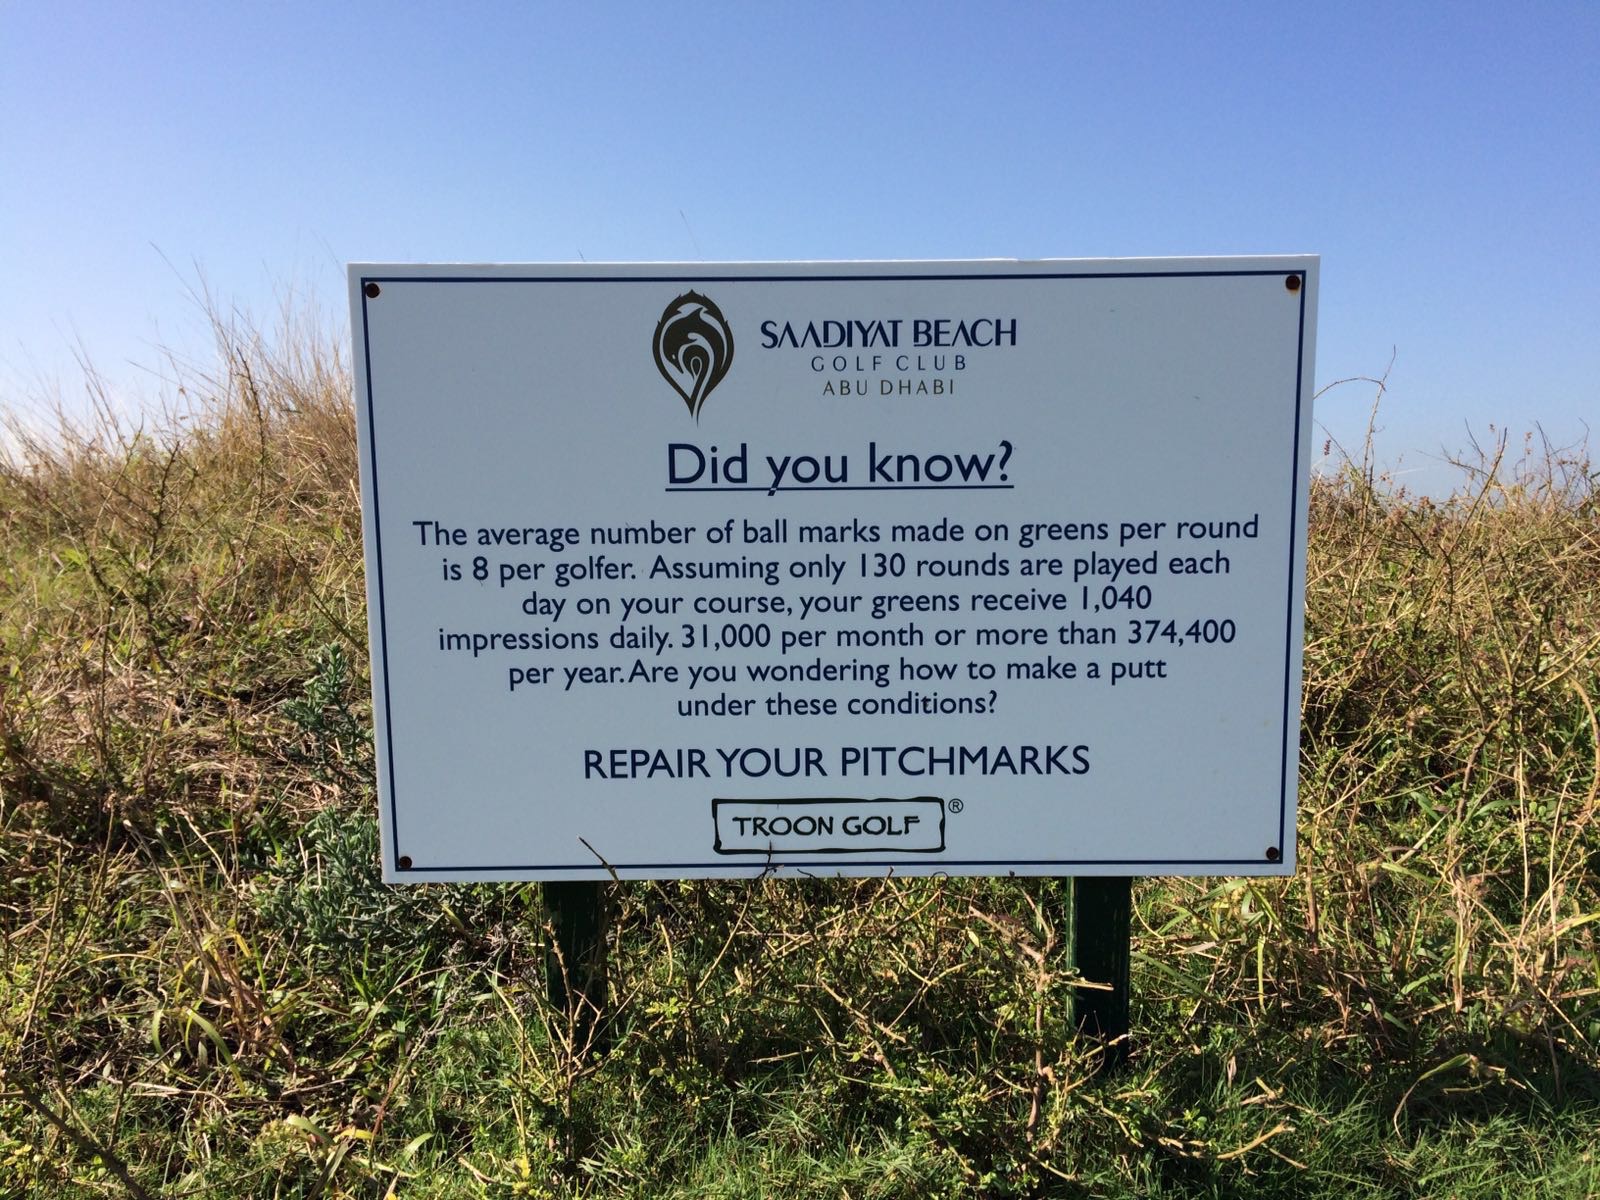 SAADIYAT BEACH
GOLF CLUB
ABU DHABI
Did you know?
The average number of ball marks made on greens per round
is 8 per golfer. Assuming only 130 rounds are played each
day on your course, your greens receive 1,040
impressions daily. 31,000 per month or more than 374,400
per year. Are you wondering how to make a putt
under these conditions?
REPAIR YOUR PITCHMARKS
TROON GOLF ®